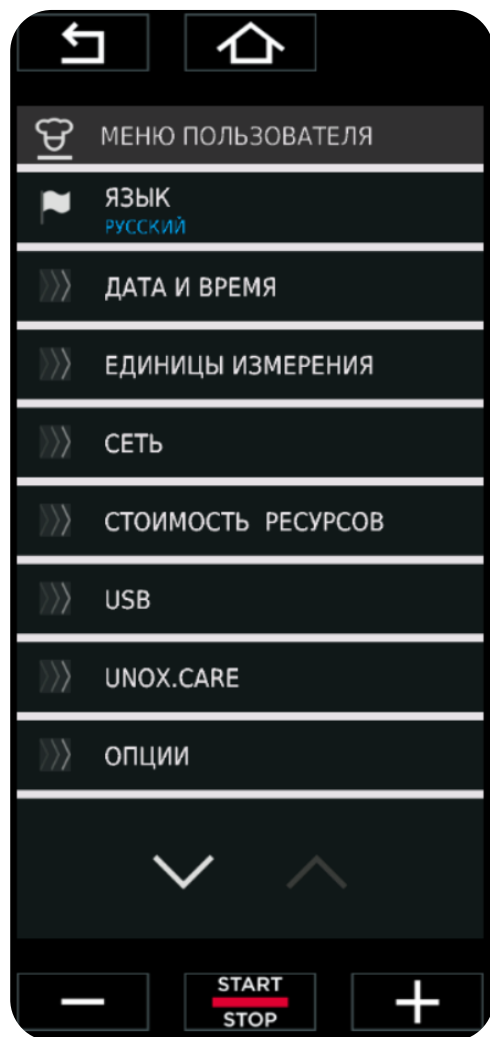 МЕНЮ ПОЛЬЗОВАТЕЛЯ
ЯЗЫК
РУССКИЙ
ДАТА И ВРЕМЯ
ЕДИНИЦЫ ИЗМЕРЕНИЯ
СЕТЬ
СТОИМОСТЬ РЕСУРСОВ
USB
UNOX.CARE
ОПЦИИ
START
STOP